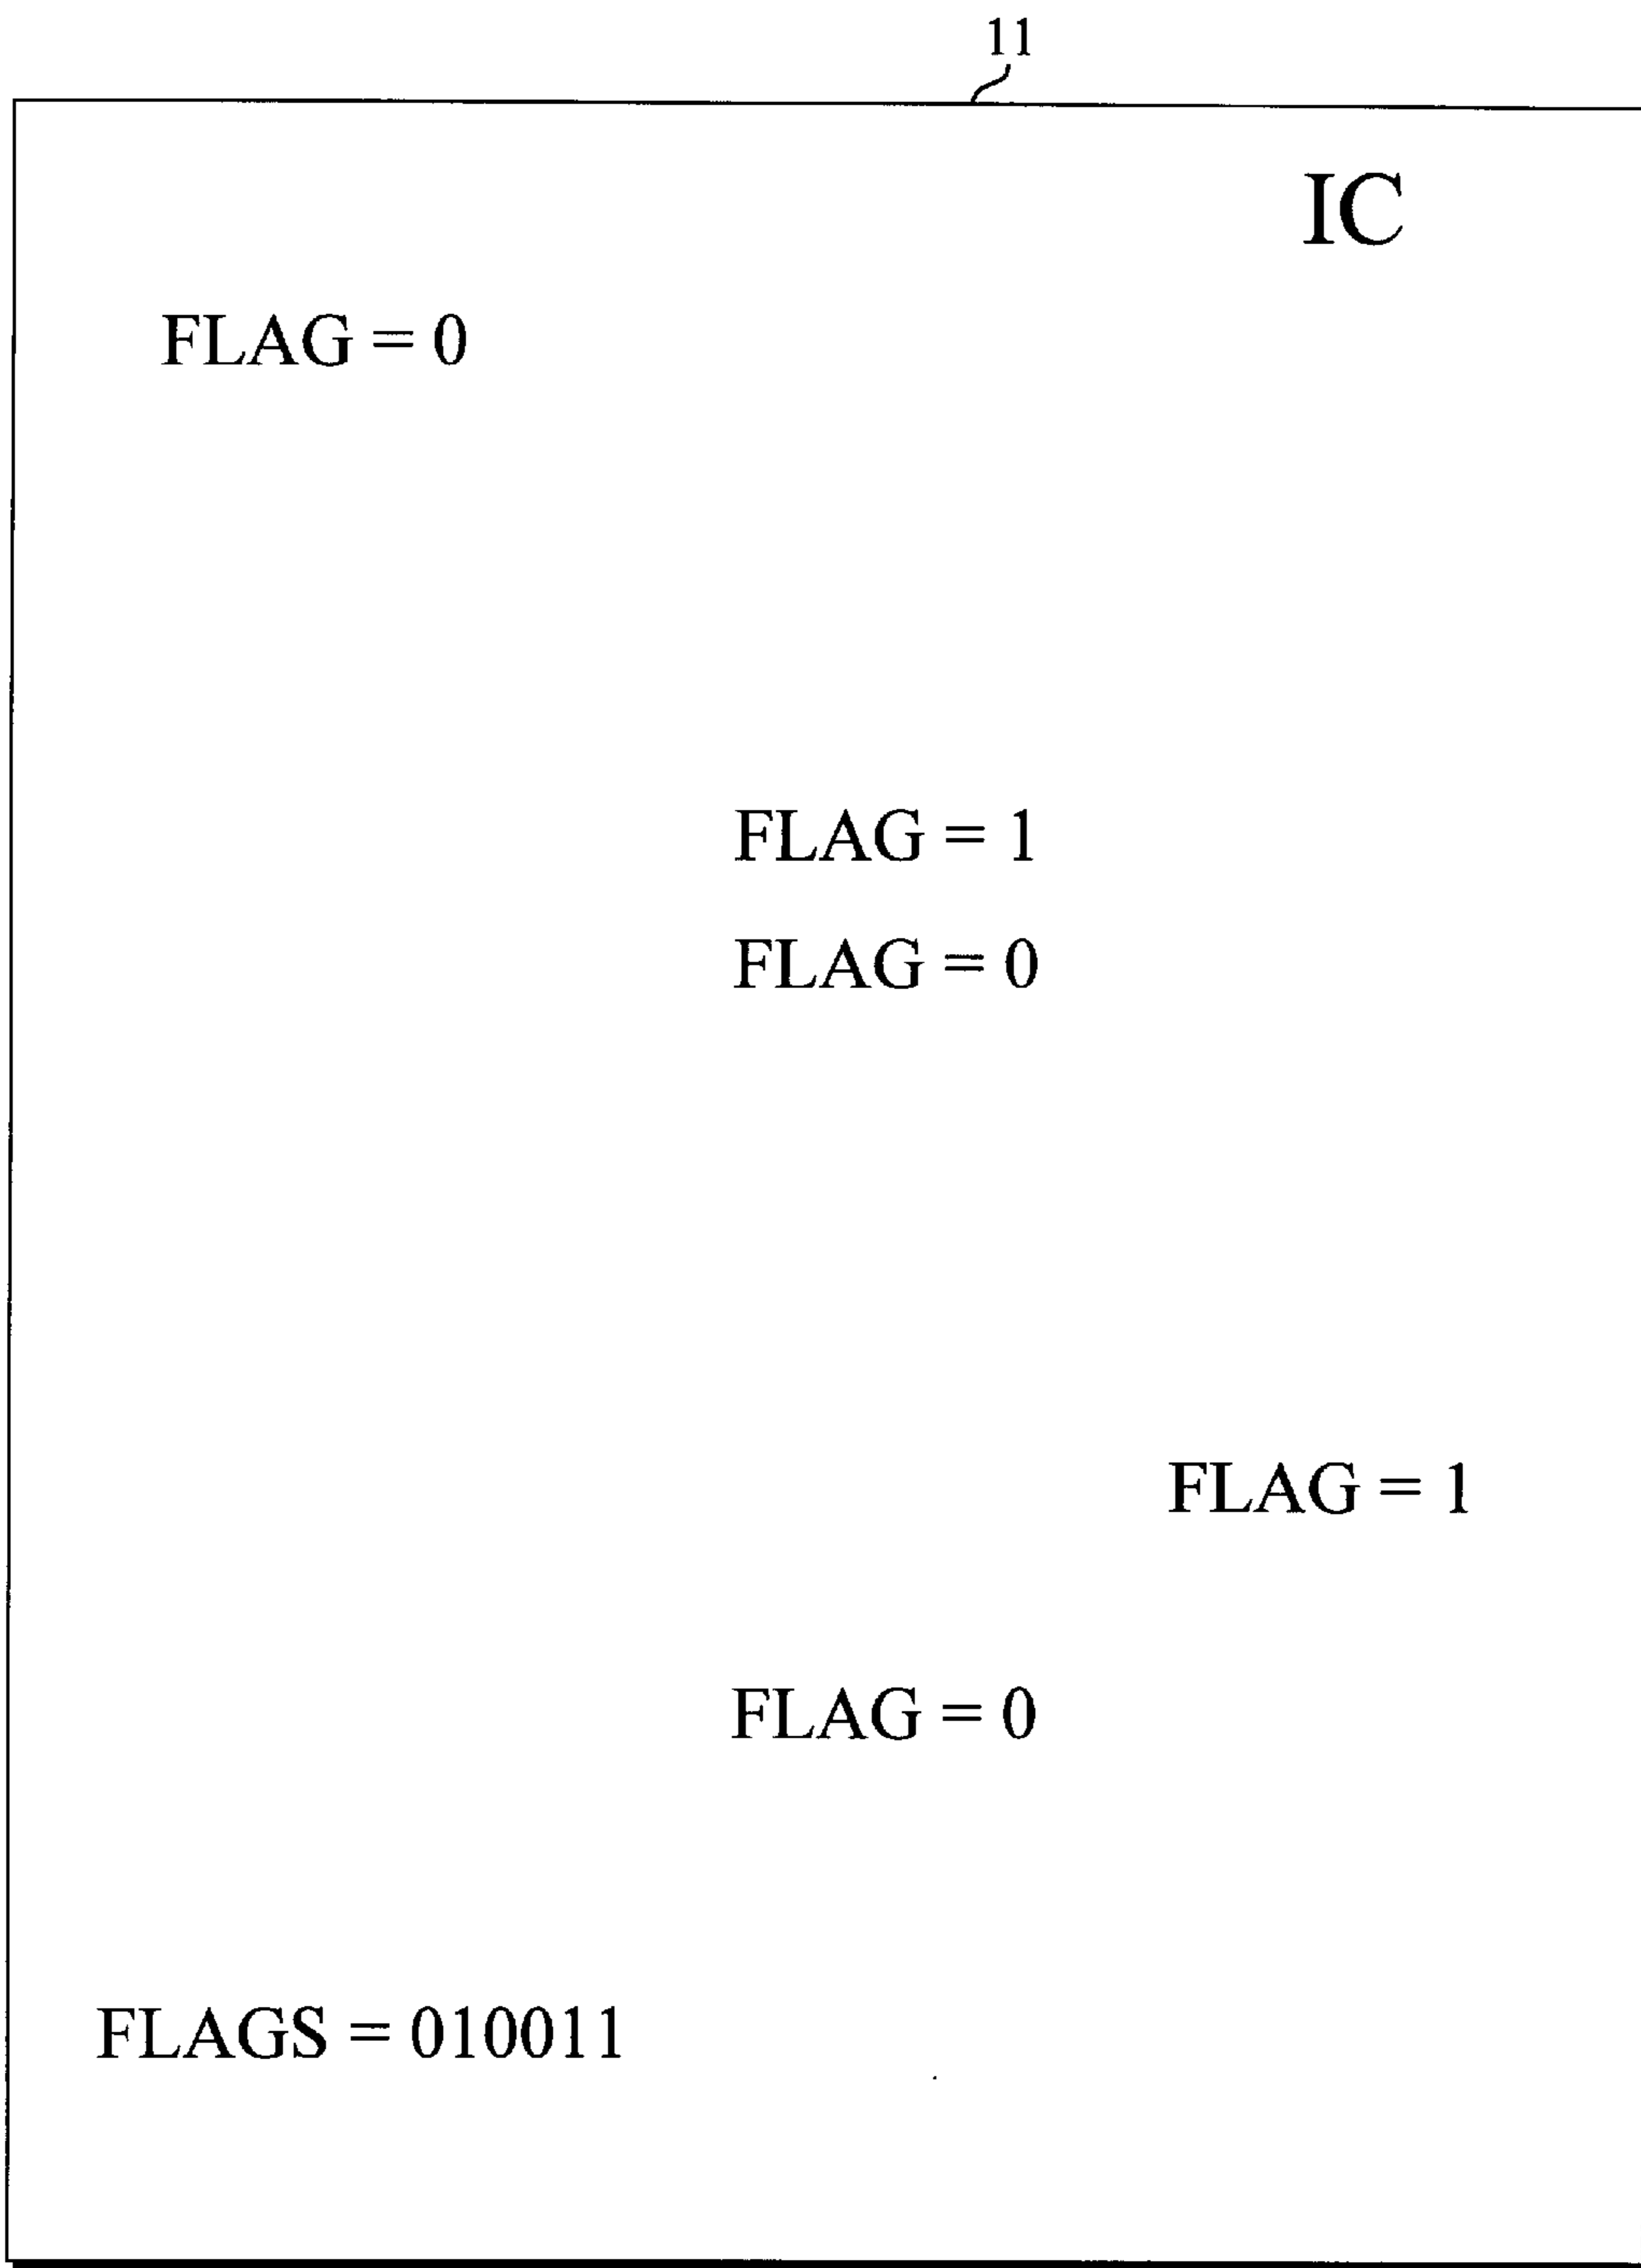 11
IC
FLAG = 0
FLAG = 1
FLAG = 0
FLAG = 1
FLAG = 0
FLAGS = 010011